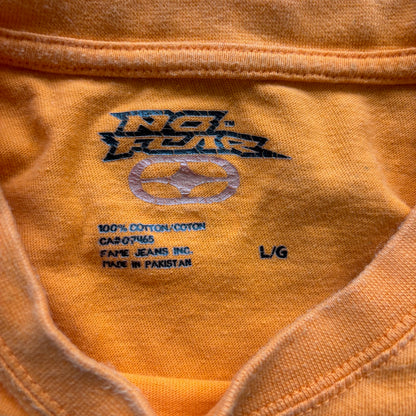 NO
FEAR
100% COTTON/COTON
CA# 07465
FAME JEANS INC.
MADE IN PAKISTAN
L/G